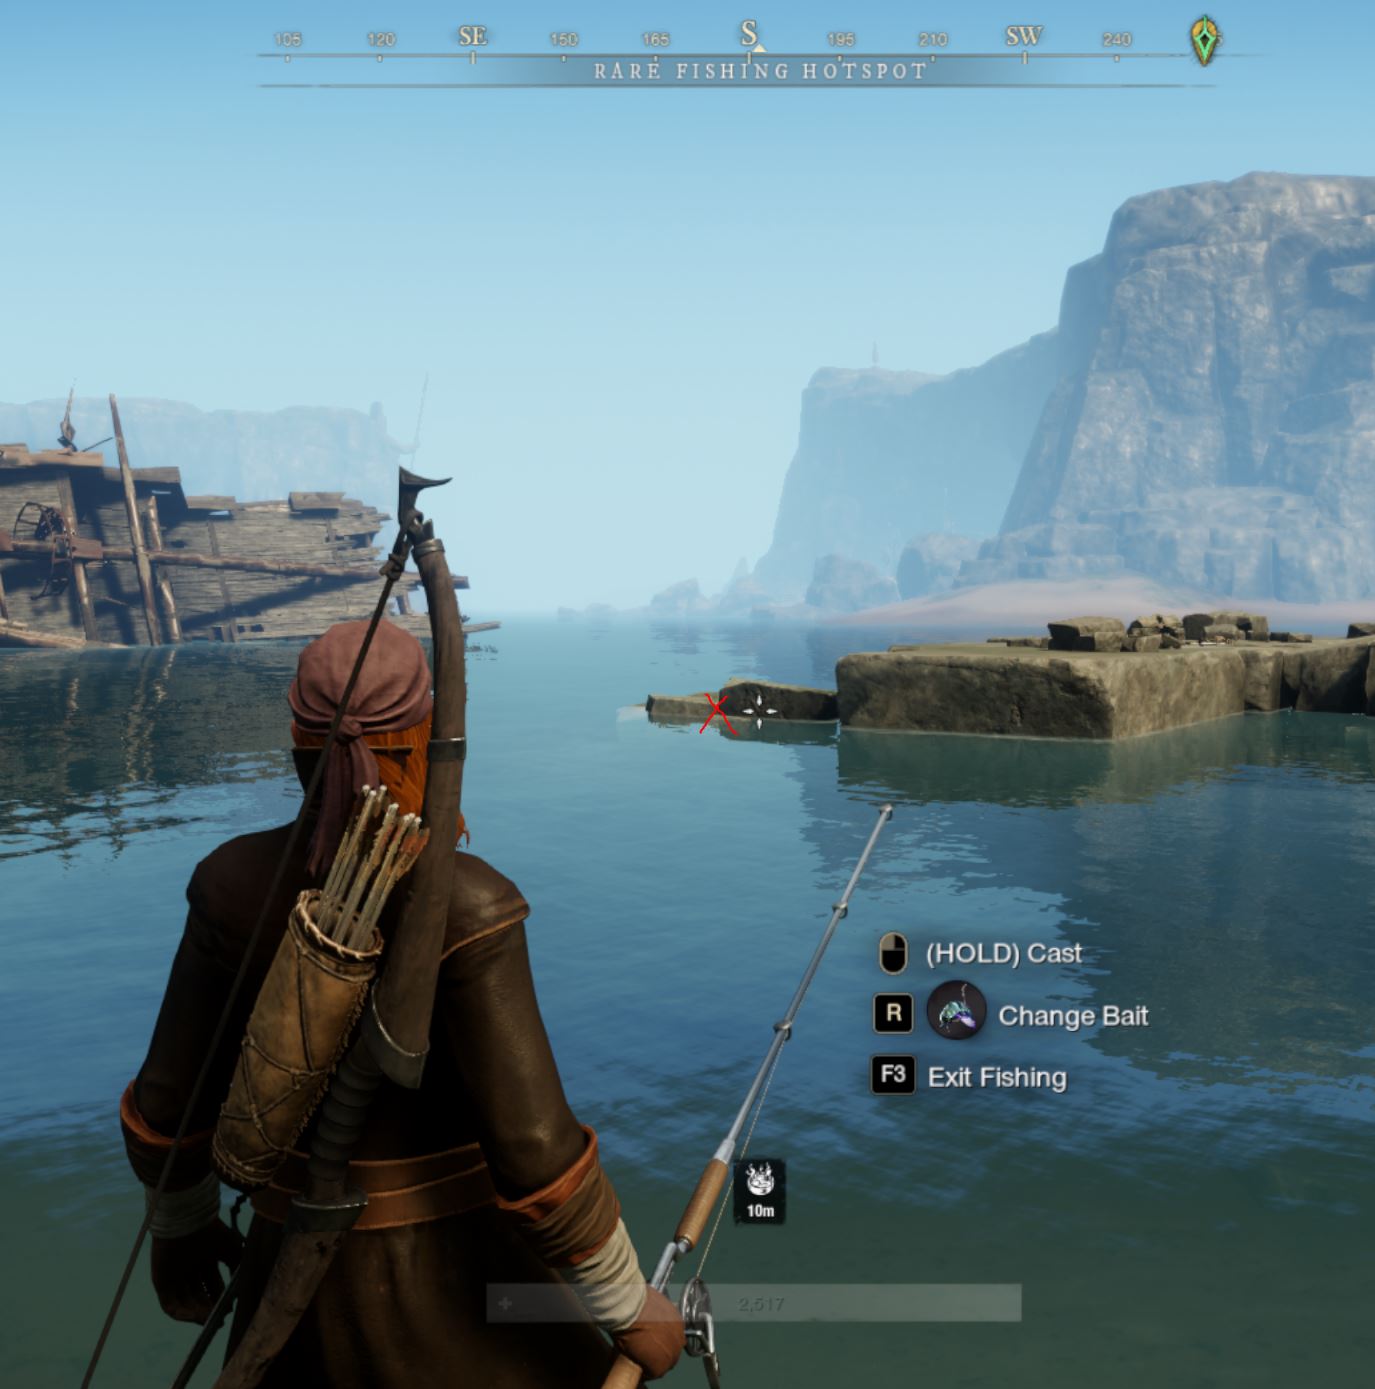 105 120 SE 150 165 S 195 210 SW 240
RARE FISHING HOTSPOT
(HOLD) Cast
R Change Bait
F3 Exit Fishing
10m
2,517